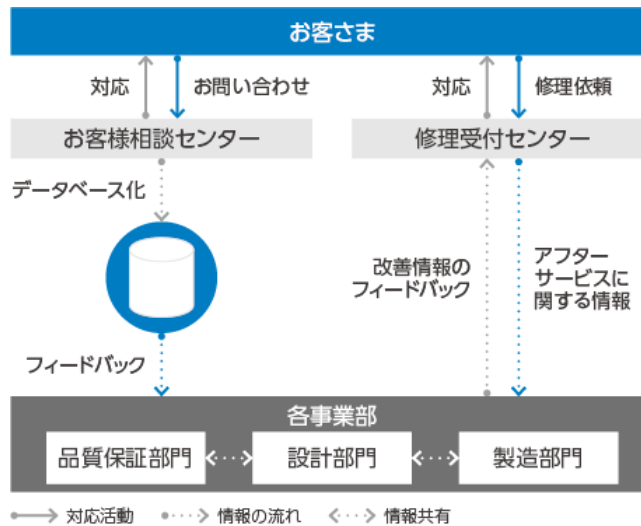 お客さま
対応
お問い合わせ
対応
修理依頼
お客様相談センター
修理受付センター
データベース化
改善情報の
フィードバック
アフター
サービスに
関する情報
フィードバック
各事業部
品質保証部門
設計部門
製造部門
対応活動
情報の流れ
情報共有